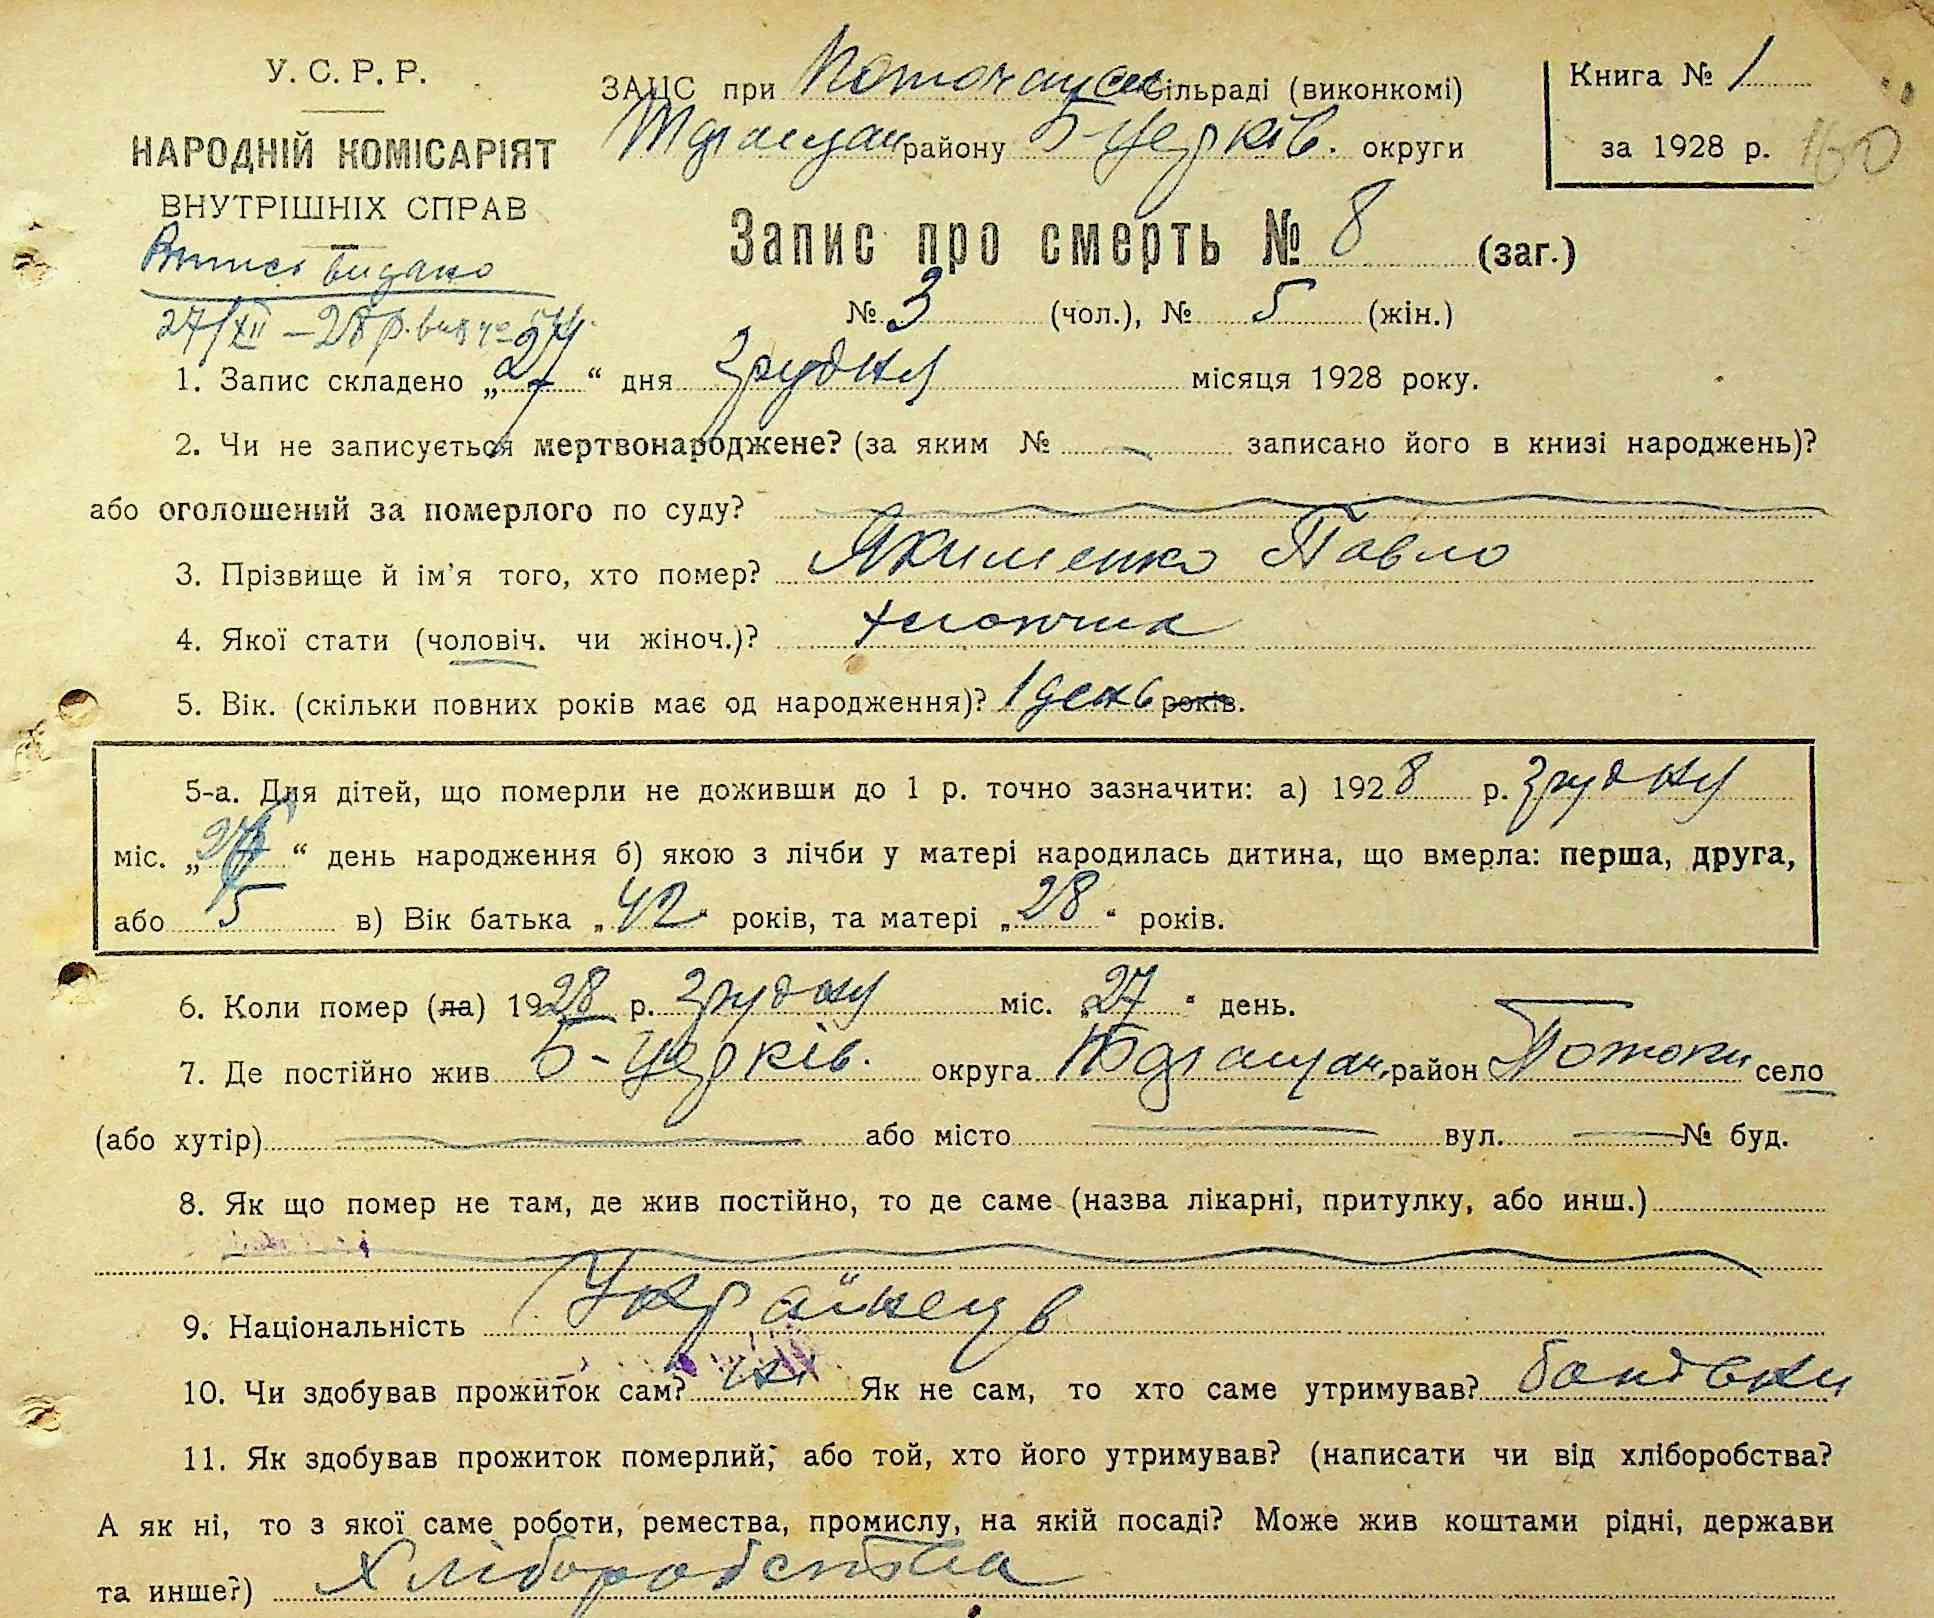 У. С. Р. Р.
НАРОДНІЙ КОМІСАРІЯТ
ВНУТРІШНІХ СПРАВ
Випис видано
27/XII – 28 р.
ЗАЦС при Поточанськ Сільраді (виконкомі)
району Б-Церків. округи
Книга № 1
за 1928 р. 160
Запис про смерть № 8 (заг.)
№ 3 (чол.), № 5 (жін.)
1. Запис складено „27“ дня грудня місяця 1928 року.
2. Чи не записується мертвонароджене? (за яким № — записано його в книзі народжень)?
або оголошений за померлого по суду?
3. Прізвище й ім'я того, хто помер? Якименко Павло
4. Якої стати (чоловіч. чи жіноч.)? хлопчик
5. Вік. (скільки повних років має од народження)? 1 день років.
5-а. Для дітей, що померли не доживши до 1 р. точно зазначити: а) 1928 р. грудня
міс. „26“ день народження б) якою з лічби у матері народилась дитина, що вмерла: перша, друга,
або 5 в) Вік батька „42“ років, та матері „28“ років.
6. Коли помер (ла) 1928 р. грудня міс. „27“ день.
7. Де постійно жив Б-Церків. округа район Потоки село
(або хутір) — або місто — вул. — № буд.
8. Як що помер не там, де жив постійно, то де саме (назва лікарні, притулку, або инш.)
9. Національність Українець
10. Чи здобував прожиток сам? ні Як не сам, то хто саме утримував? батьки
11. Як здобував прожиток померлий; або той, хто його утримував? (написати чи від хліборобства?
А як ні, то з якої саме роботи, ремества, промислу, на якій посаді? Може жив коштами рідні, держави
та инше?) Хліборобства